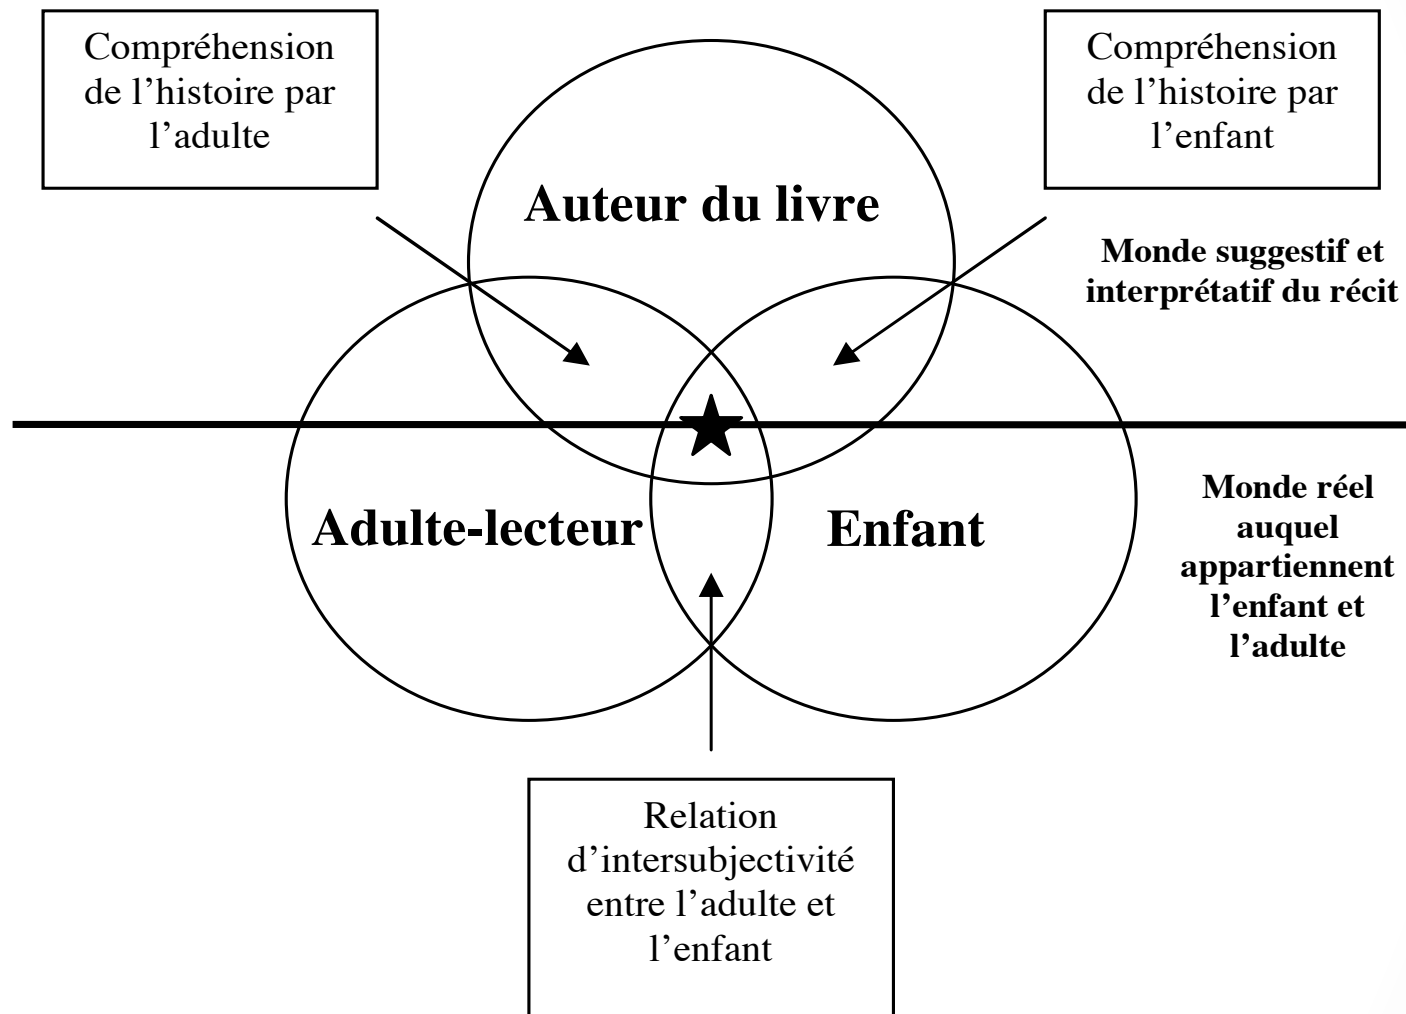 Compréhension
de l’histoire par
l’adulte
Compréhension
de l’histoire par
l’enfant
Auteur du livre
Monde suggestif et
interprétatif du récit
Adulte-lecteur
Enfant
Monde réel
auquel
appartiennent
l’enfant et
l’adulte
Relation
d’intersubjectivité
entre l’adulte et
l’enfant